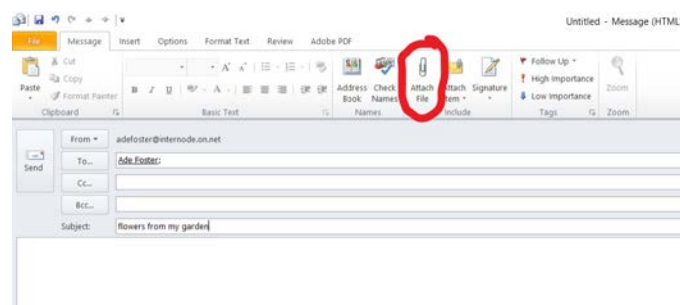 Untitled - Message (HTML
File Message Insert Options Format Text Review Adobe PDF
Cut
Copy
Format Painter
Paste
B I U
Address Book
Check Names
Attach File
Attach Item
Signature
Follow Up
High Importance
Low Importance
Zoom
Clipboard Basic Text Names Include Tags Zoom
From adefoster@internode.on.net
Send
To... Ade Foster;
Cc...
Bcc...
Subject: flowers from my garden